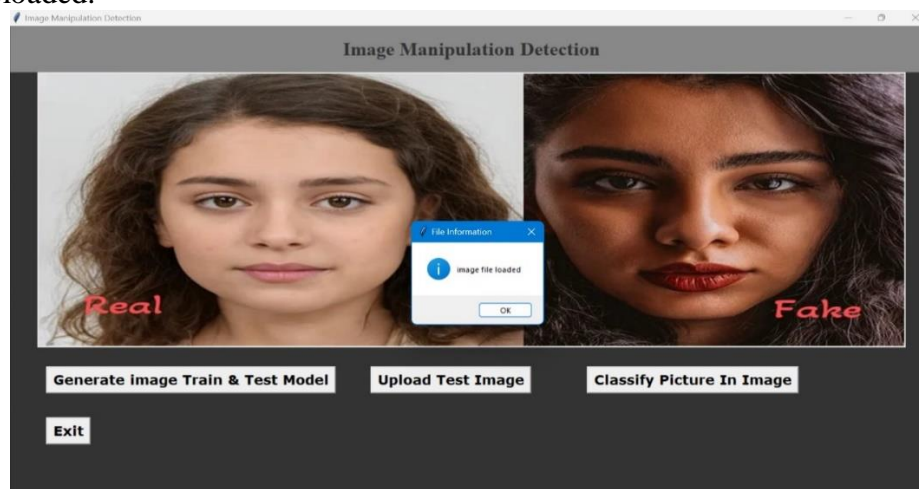 loaded.
Image Manipulation Detection
Image Manipulation Detection
File Information
image file loaded
OK
Real
Fake
Generate image Train & Test Model
Upload Test Image
Classify Picture In Image
Exit